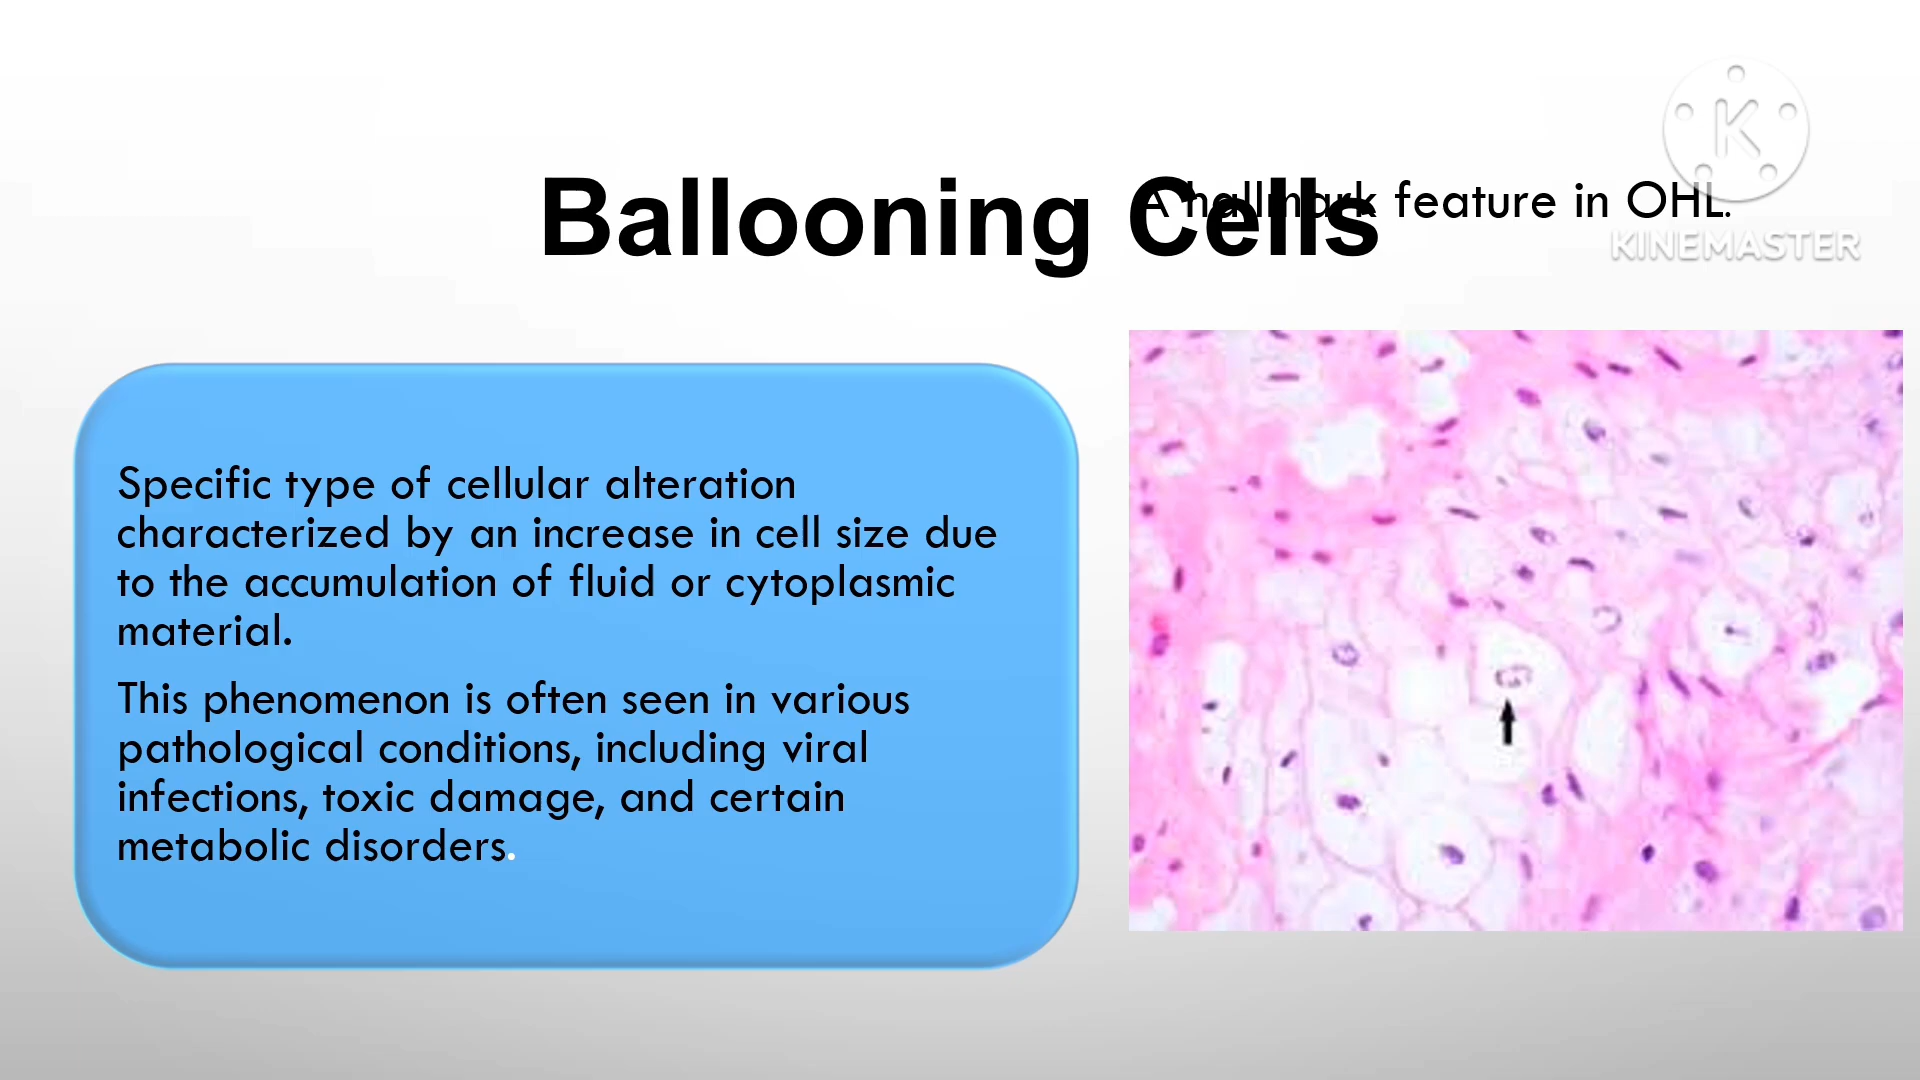 Ballooning Cells
A hallmark feature in OHL.
K
KINEMASTER
Specific type of cellular alteration
characterized by an increase in cell size due
to the accumulation of fluid or cytoplasmic
material.
This phenomenon is often seen in various
pathological conditions, including viral
infections, toxic damage, and certain
metabolic disorders.